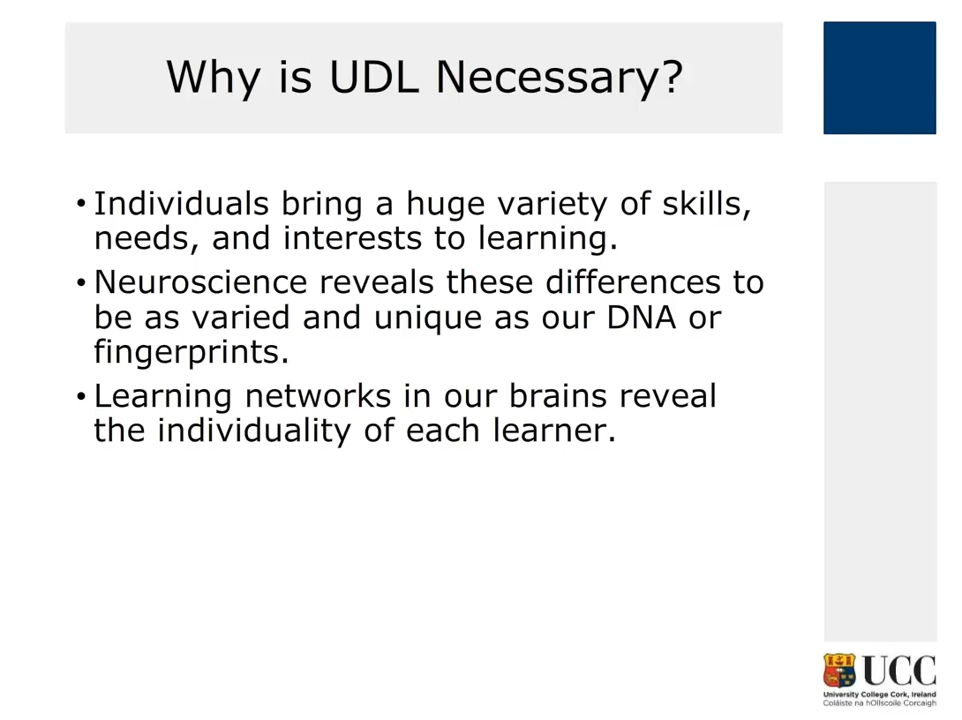 Why is UDL Necessary?
• Individuals bring a huge variety of skills,
needs, and interests to learning.
• Neuroscience reveals these differences to
be as varied and unique as our DNA or
fingerprints.
• Learning networks in our brains reveal
the individuality of each learner.
UCC
University College Cork, Ireland
Coláiste na hOllscoile Corcaigh